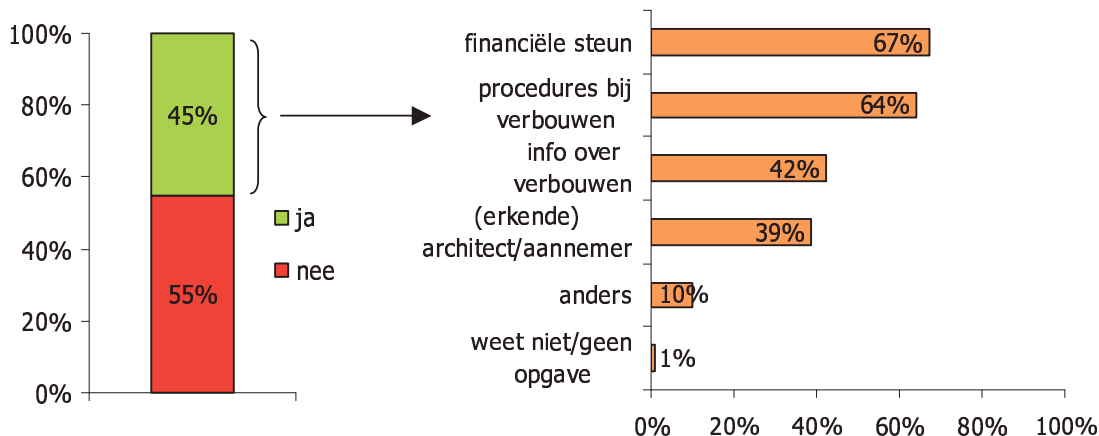 100%
80%
60%
40%
20%
0%
45%
55%
ja
nee
financiële steun
67%
procedures bij
verbouwen
64%
info over
verbouwen
42%
(erkende)
architect/aannemer
39%
anders
10%
weet niet/geen
opgave
1%
0% 20% 40% 60% 80% 100%